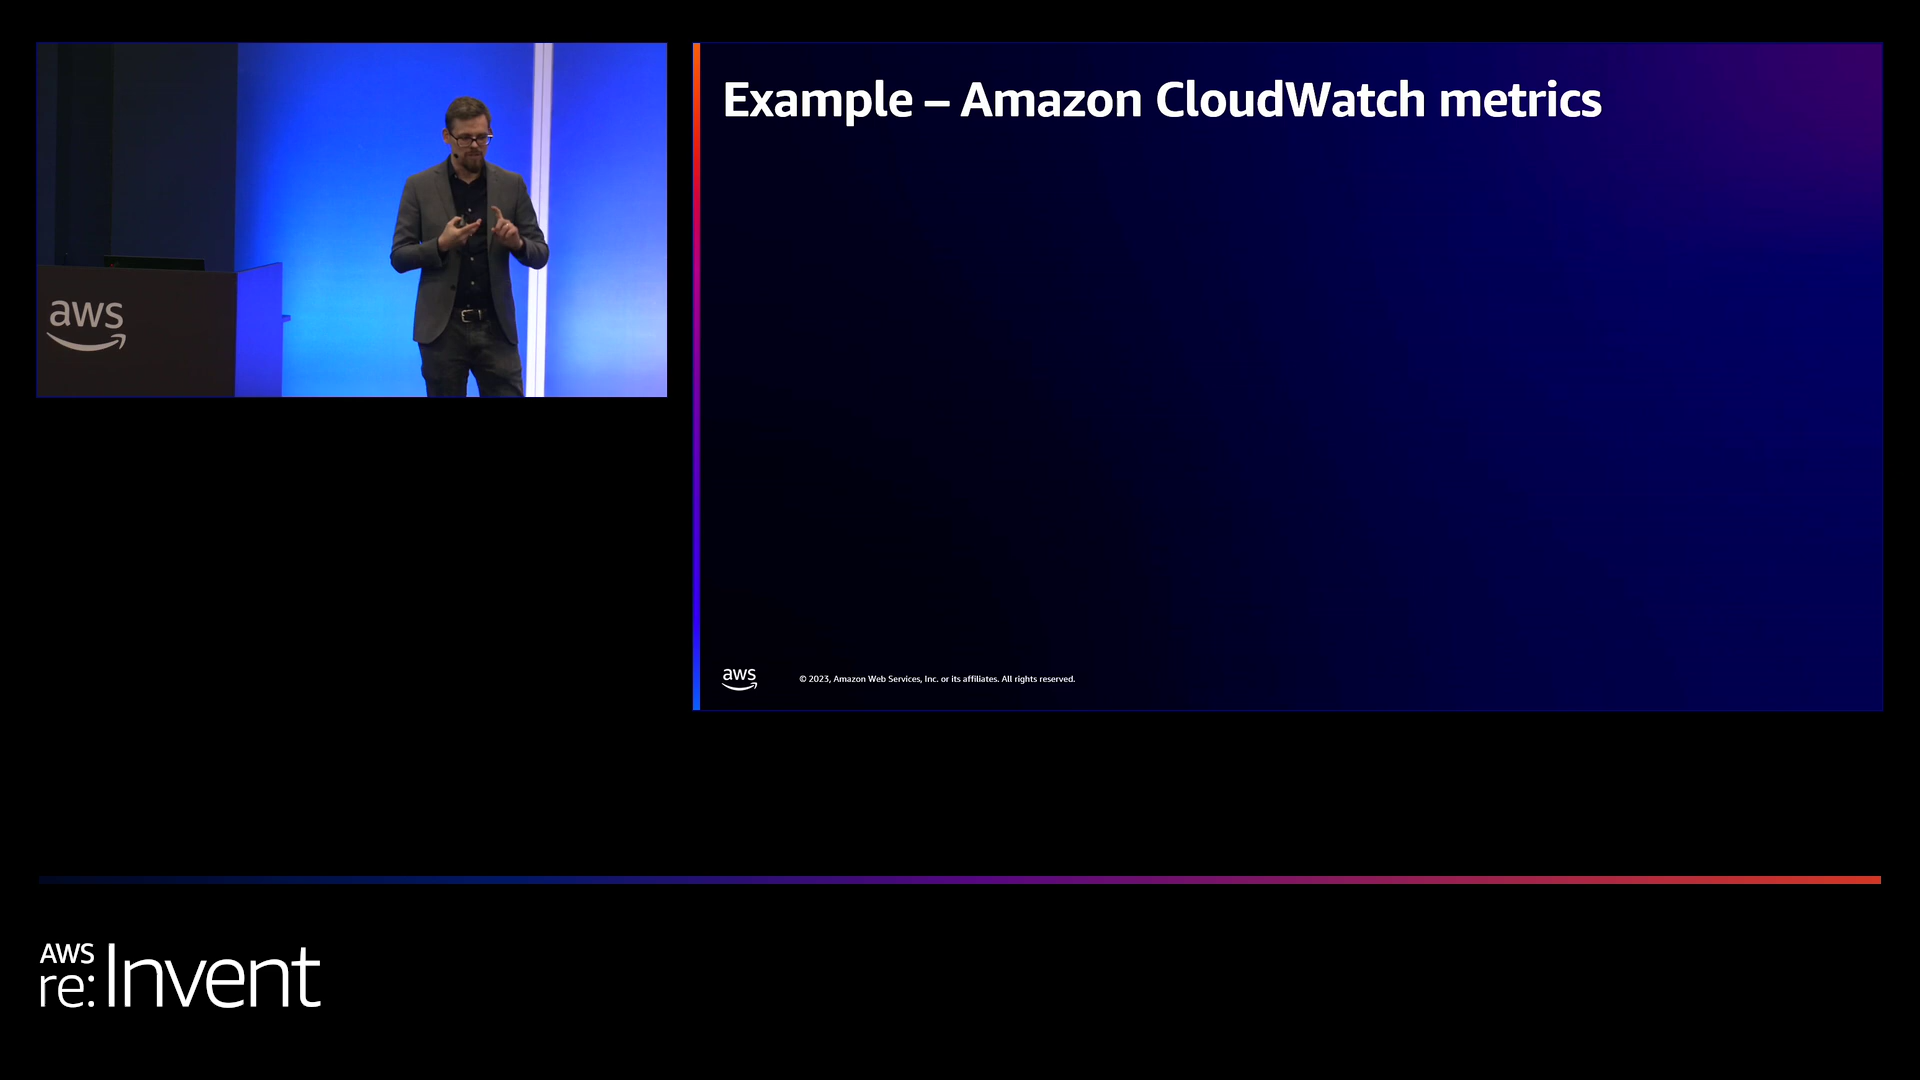 aws
Example – Amazon CloudWatch metrics
aws
© 2023, Amazon Web Services, Inc. or its affiliates. All rights reserved.
AWS
re:Invent